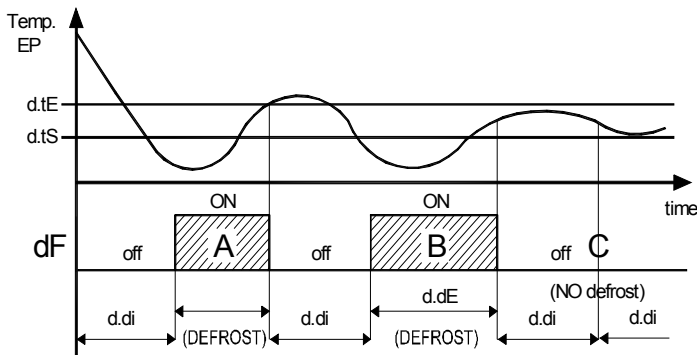 Temp.
EP
d.tE
d.tS
time
ON
ON
dF
off
A
off
B
off
C
(NO defrost)
d.dE
d.di
(DEFROST)
d.di
(DEFROST)
d.di
d.di